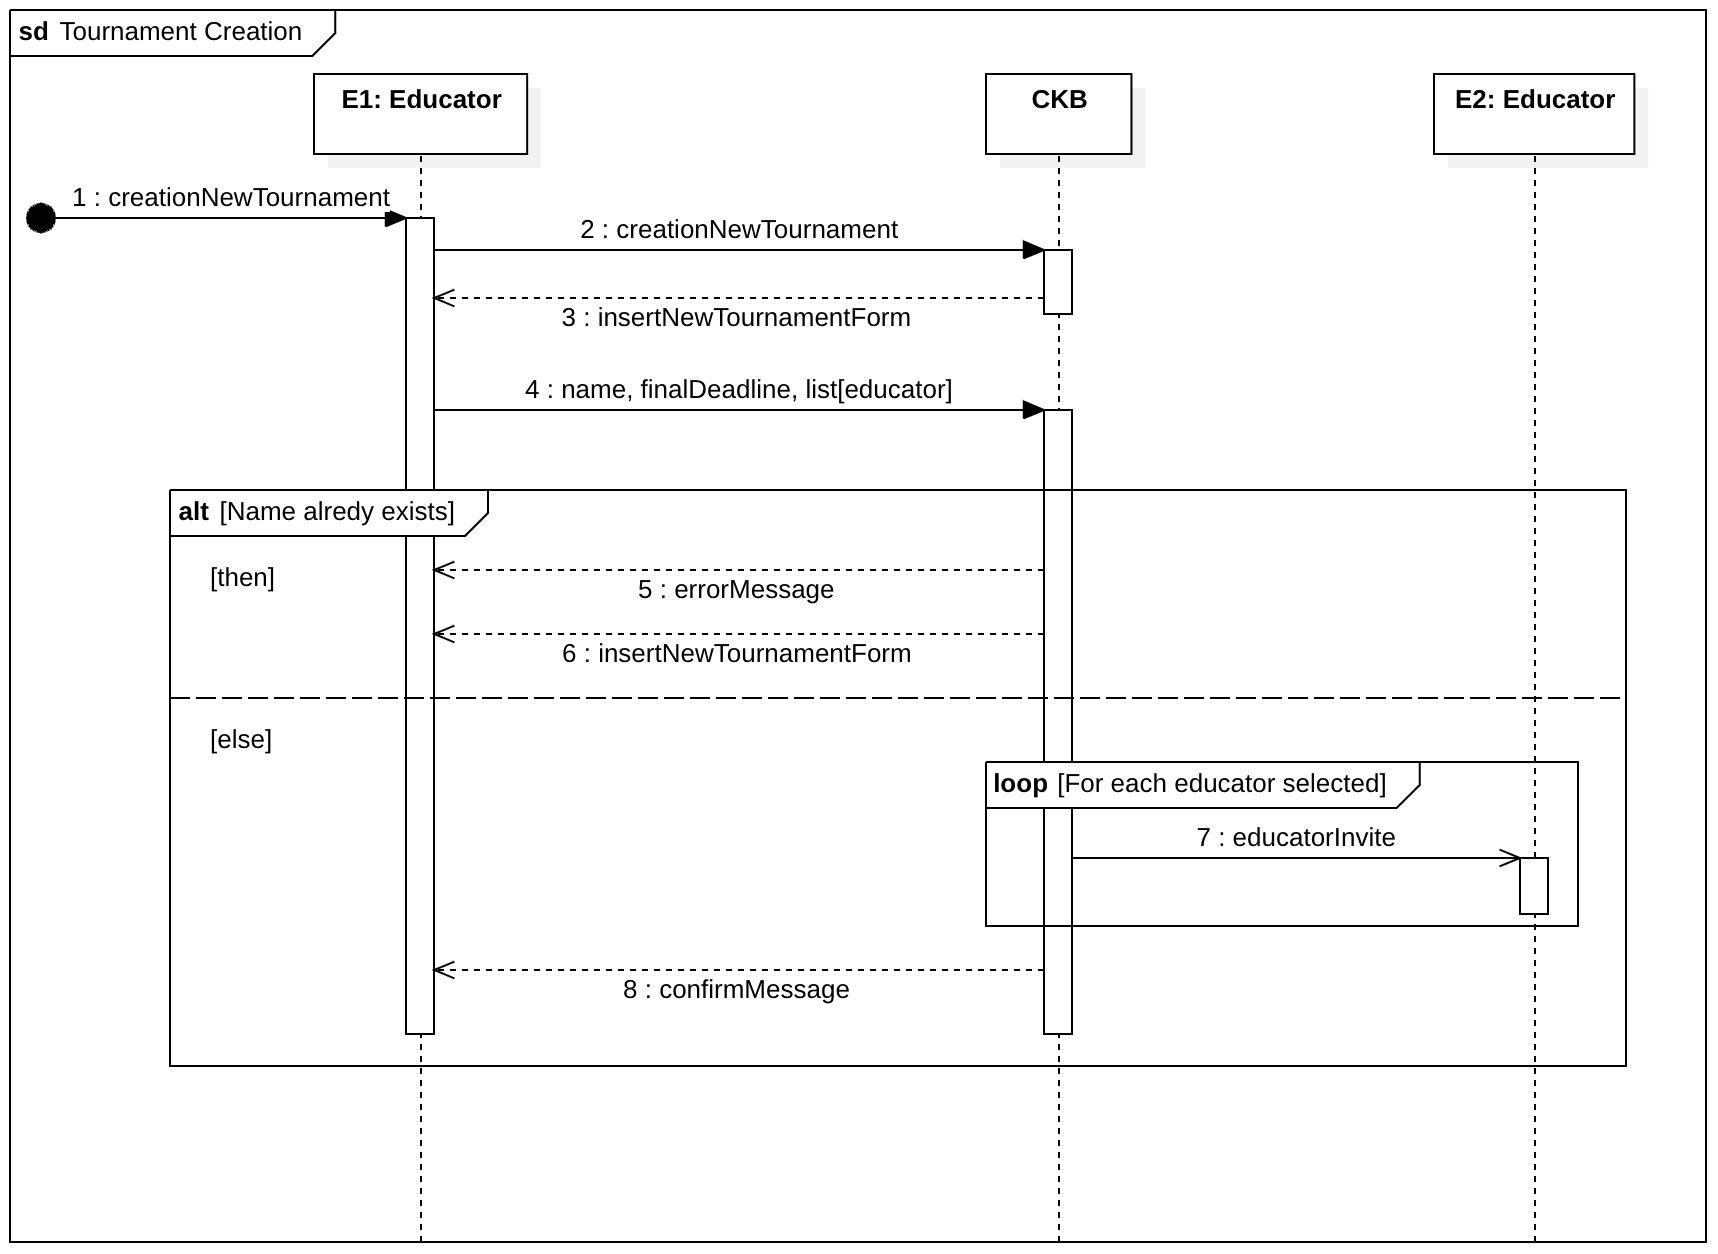 sd Tournament Creation
E1: Educator
CKB
E2: Educator
1 : creationNewTournament
2 : creationNewTournament
3 : insertNewTournamentForm
4 : name, finalDeadline, list[educator]
alt [Name alredy exists]
[then]
5 : errorMessage
6 : insertNewTournamentForm
[else]
loop [For each educator selected]
7 : educatorInvite
8 : confirmMessage